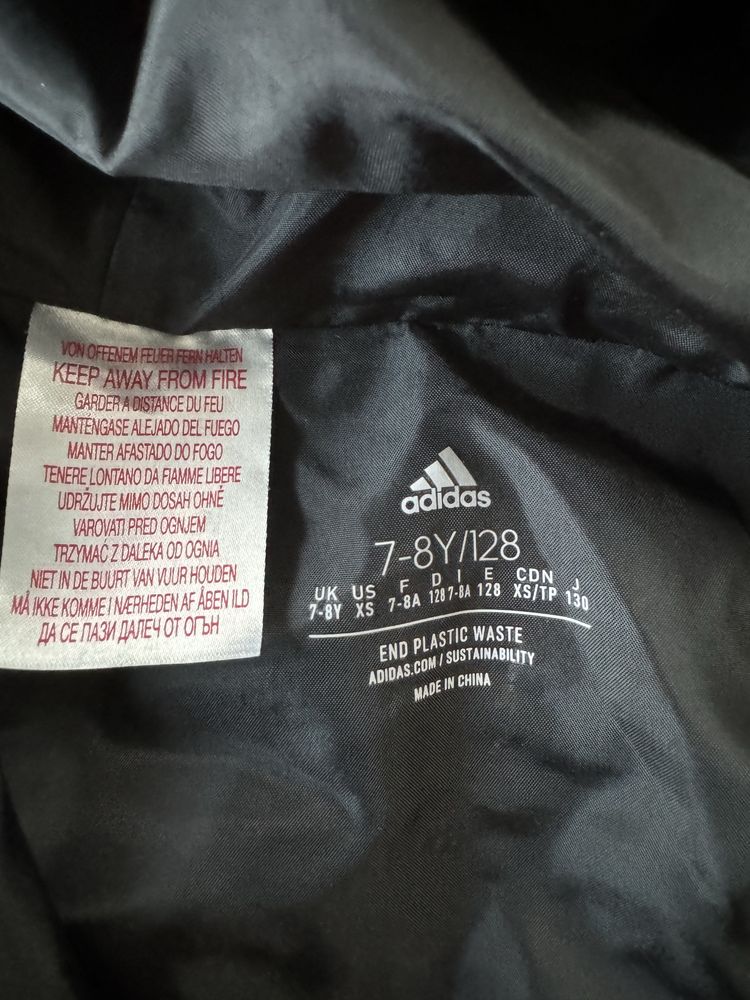 VON OFFENEM FEUER FERN HALTEN
KEEP AWAY FROM FIRE
GARDER A DISTANCE DU FEU
MANTÉNGASE ALEJADO DEL FUEGO
MANTER AFASTADO DO FOGO
TENERE LONTANO DA FIAMME LIBERE
UDRŽUJTE MIMO DOSAH OHNĚ
VAROVATI PRED OGNJEM
TRZYMAĆ Z DALEKA OD OGNIA
NIET IN DE BUURT VAN VUUR HOUDEN
MÅ IKKE KOMME I NÆRHEDEN AF ÅBEN ILD
ДА СЕ ПАЗИ ДАЛЕЧ ОТ ОГЪН
adidas
7-8Y/128
UK US F D I E CDN J
7-8Y XS 7-8A 128 7-8A 128 XS/TP 130
END PLASTIC WASTE
ADIDAS.COM / SUSTAINABILITY
MADE IN CHINA